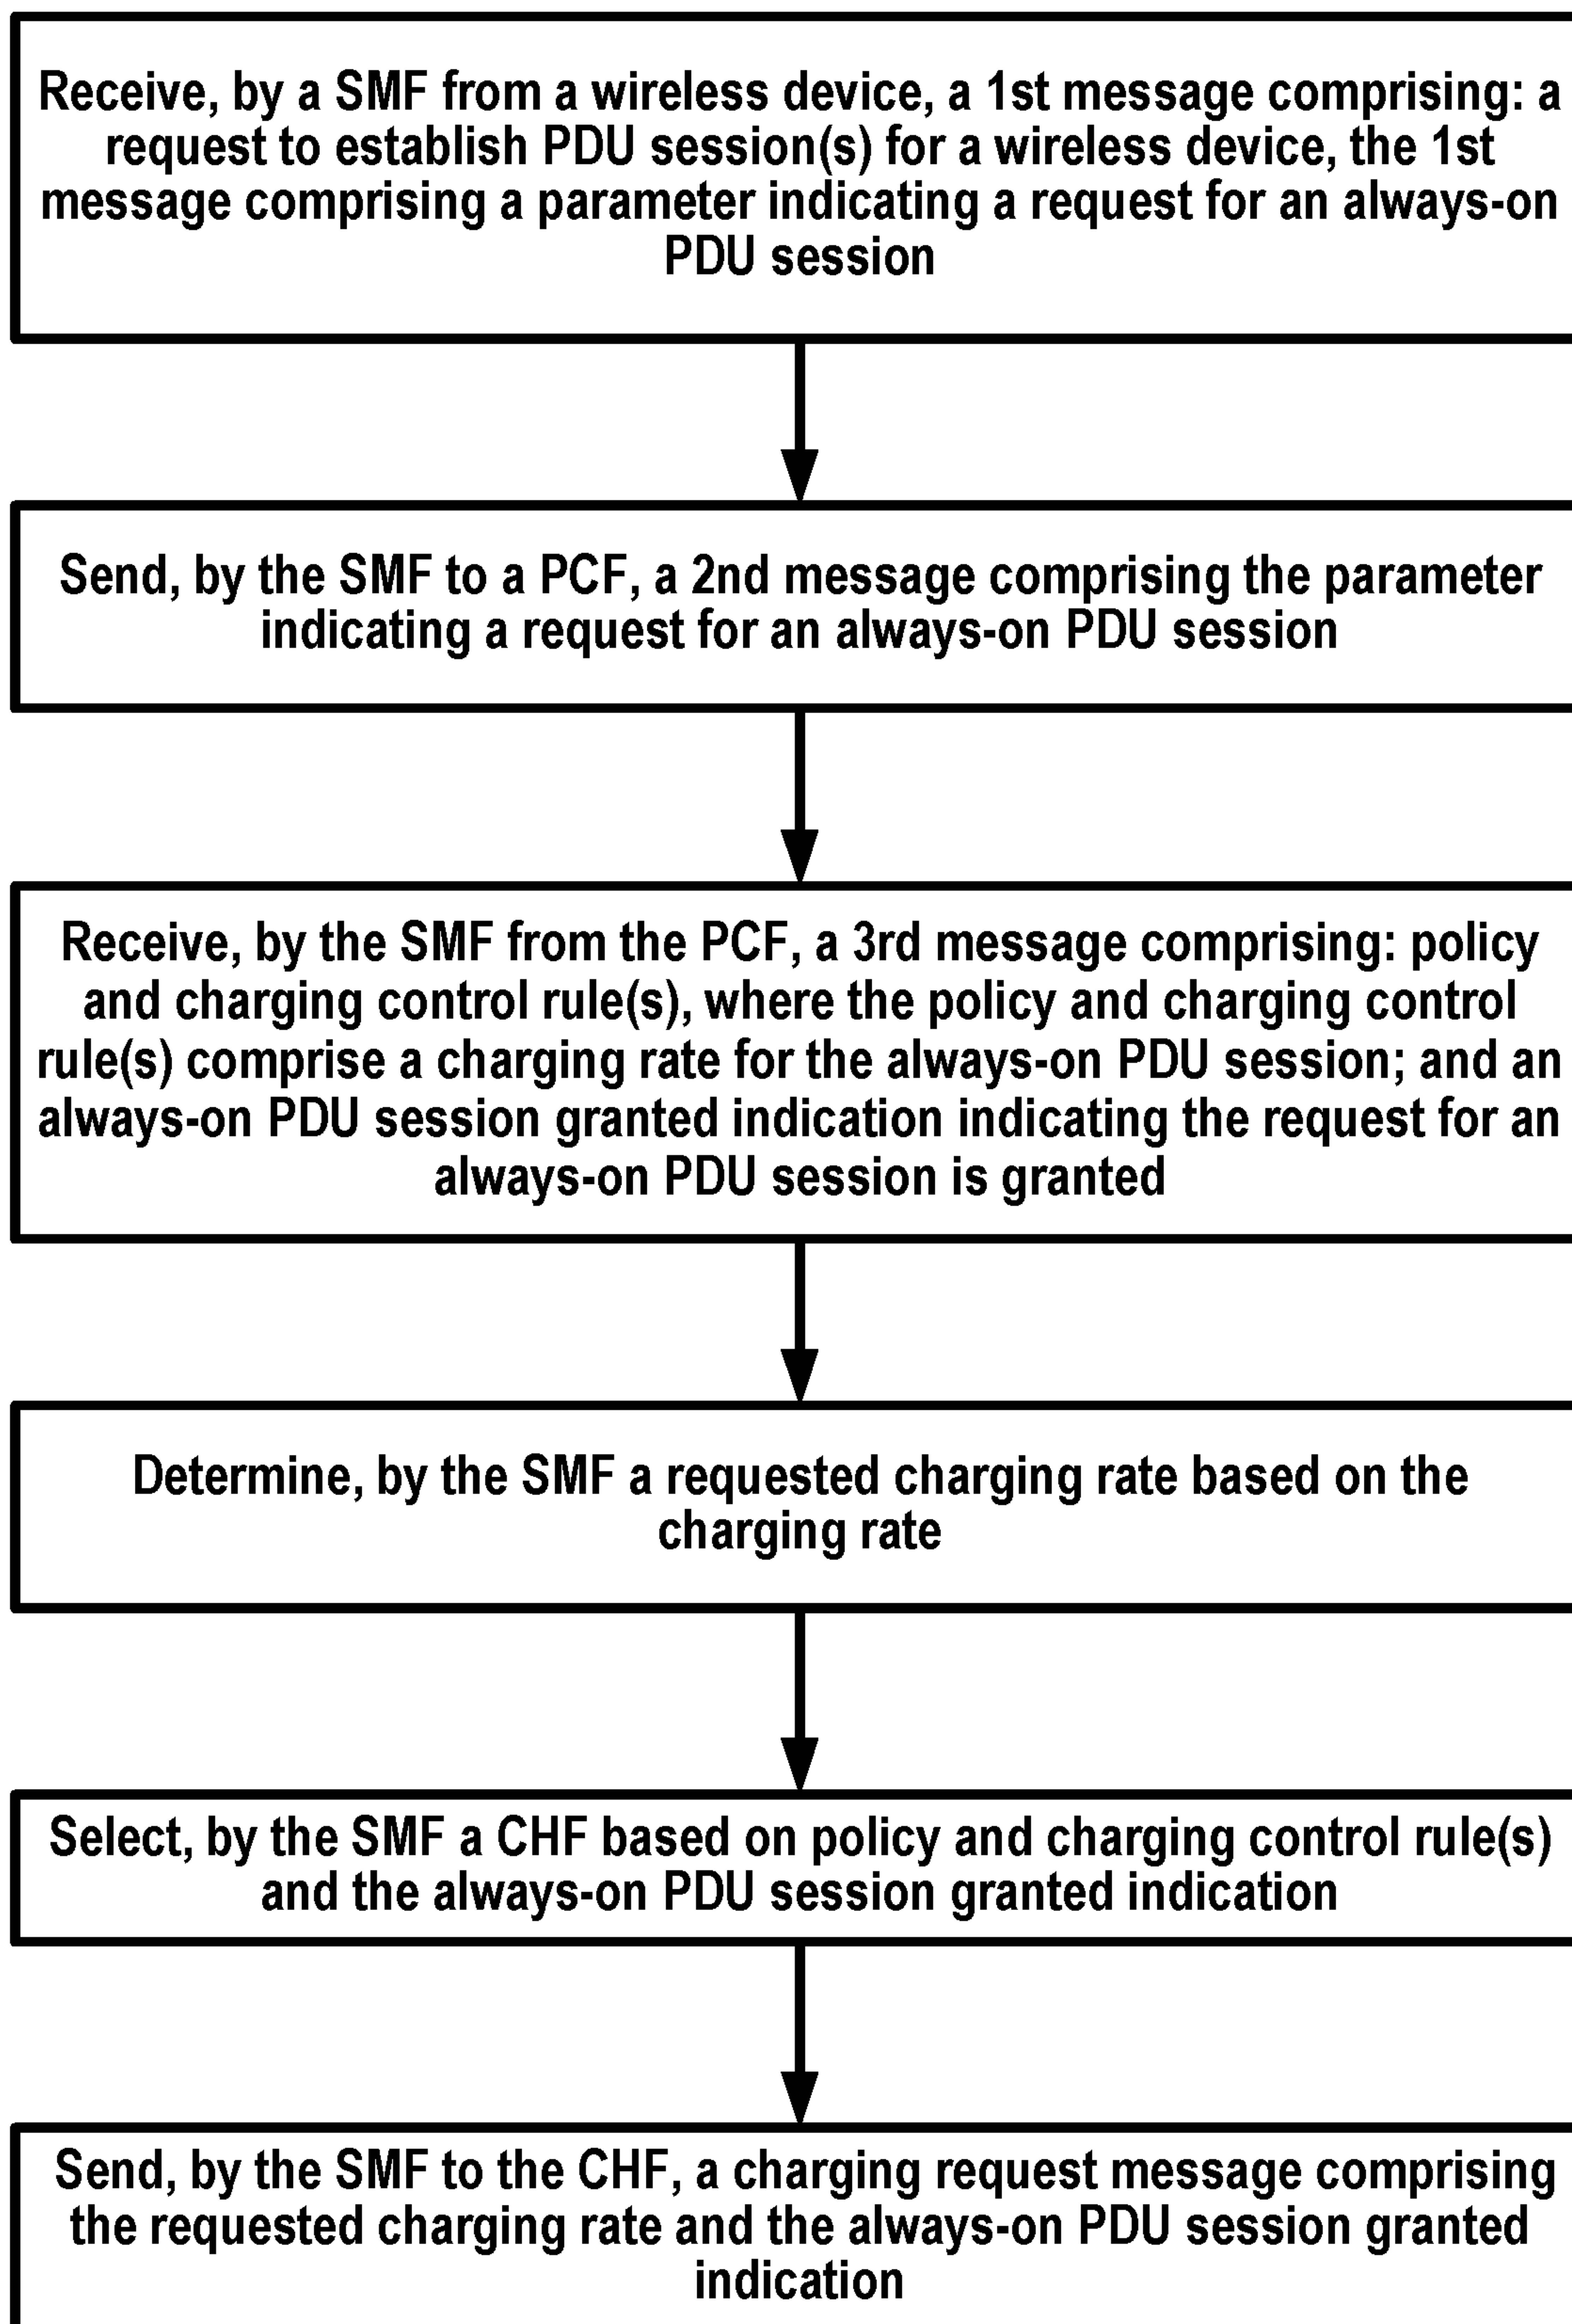 Receive, by a SMF from a wireless device, a 1st message comprising: a
request to establish PDU session(s) for a wireless device, the 1st
message comprising a parameter indicating a request for an always-on
PDU session
Send, by the SMF to a PCF, a 2nd message comprising the parameter
indicating a request for an always-on PDU session
Receive, by the SMF from the PCF, a 3rd message comprising: policy
and charging control rule(s), where the policy and charging control
rule(s) comprise a charging rate for the always-on PDU session; and an
always-on PDU session granted indication indicating the request for an
always-on PDU session is granted
Determine, by the SMF a requested charging rate based on the
charging rate
Select, by the SMF a CHF based on policy and charging control rule(s)
and the always-on PDU session granted indication
Send, by the SMF to the CHF, a charging request message comprising
the requested charging rate and the always-on PDU session granted
indication